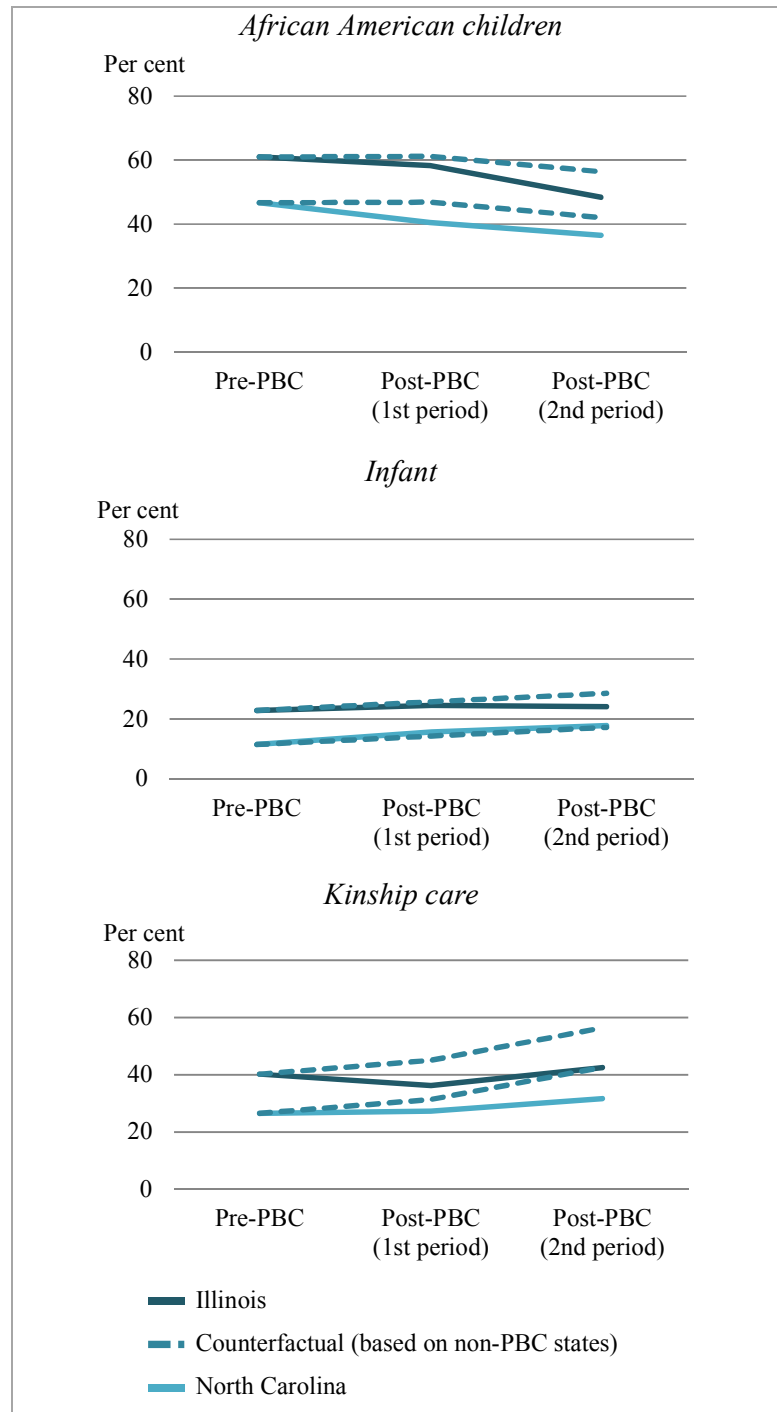 African American children
Per cent
80
60
40
20
0
Pre-PBC
Post-PBC
(1st period)
Post-PBC
(2nd period)
Infant
Per cent
80
60
40
20
0
Pre-PBC
Post-PBC
(1st period)
Post-PBC
(2nd period)
Kinship care
Per cent
80
60
40
20
0
Pre-PBC
Post-PBC
(1st period)
Post-PBC
(2nd period)
Illinois
Counterfactual (based on non-PBC states)
North Carolina